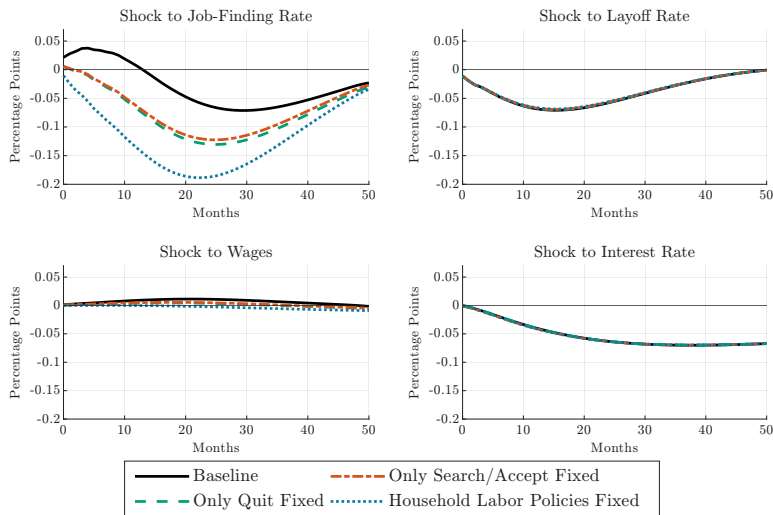 Shock to Job-Finding Rate
Percentage Points
0.05
0
-0.05
-0.1
-0.15
-0.2
0 10 20 30 40 50
Months
Shock to Layoff Rate
Percentage Points
0.05
0
-0.05
-0.1
-0.15
-0.2
0 10 20 30 40 50
Months
Shock to Wages
Percentage Points
0.05
0
-0.05
-0.1
-0.15
-0.2
0 10 20 30 40 50
Months
Shock to Interest Rate
Percentage Points
0.05
0
-0.05
-0.1
-0.15
-0.2
0 10 20 30 40 50
Months
Baseline
Only Search/Accept Fixed
Only Quit Fixed
Household Labor Policies Fixed